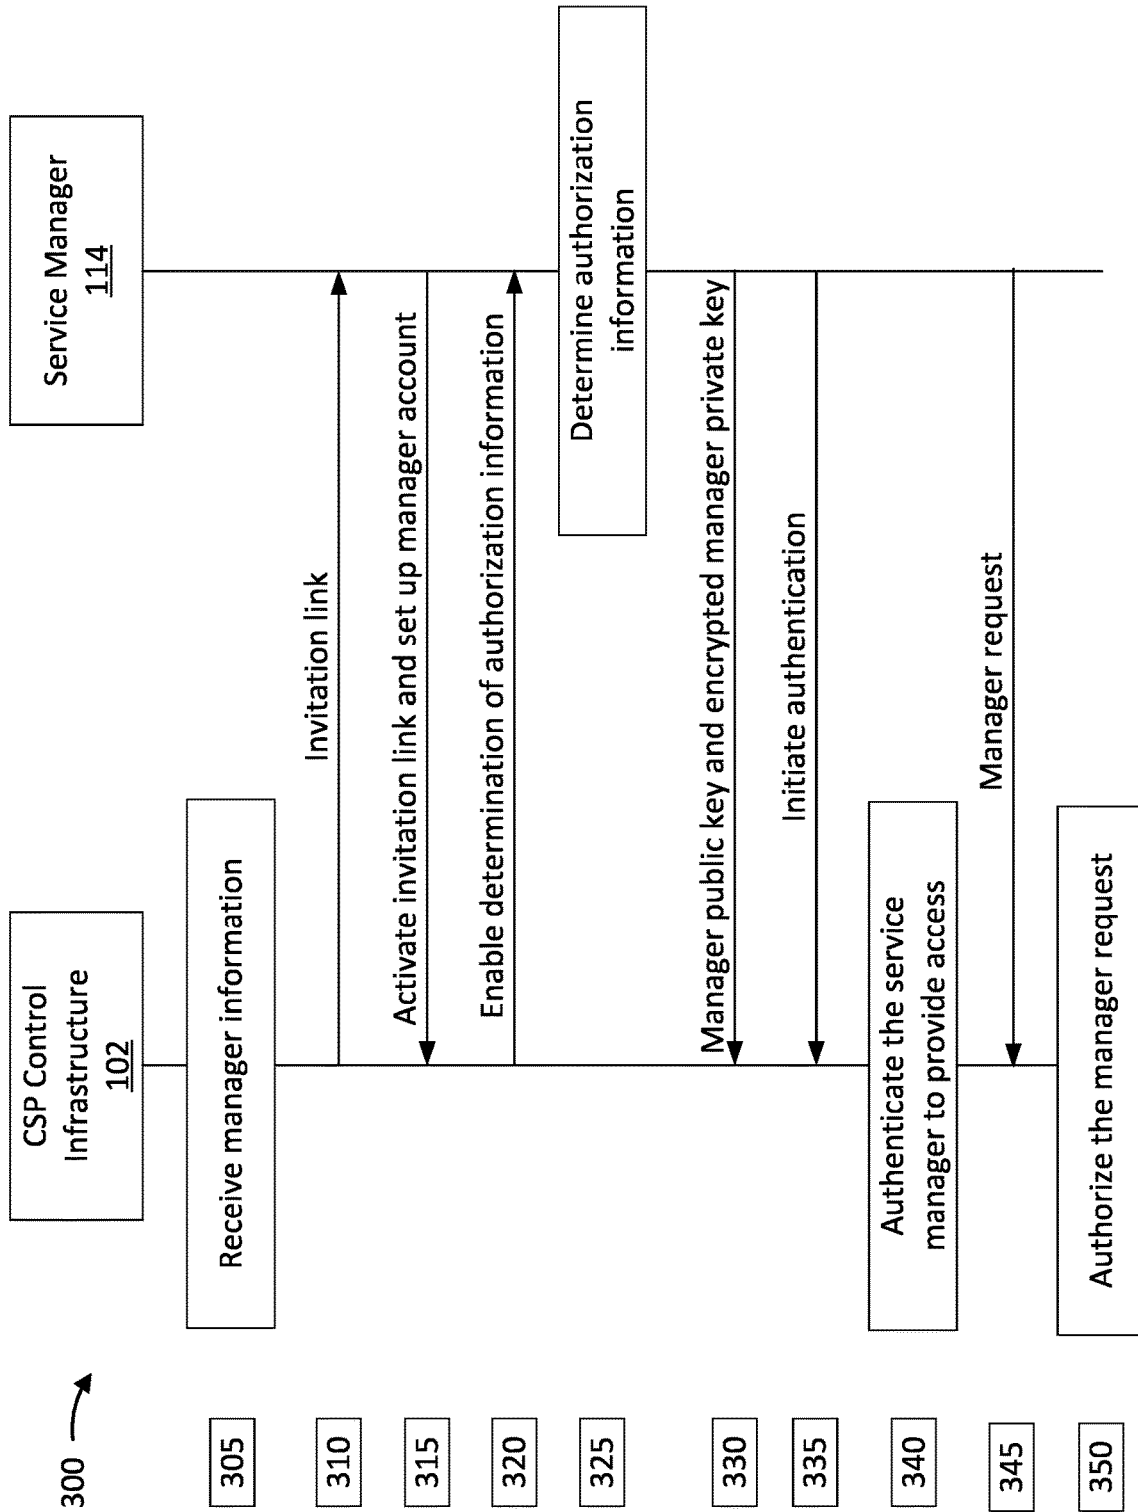 300
CSP Control
Infrastructure
102
Service Manager
114
305
Receive manager information
310
Invitation link
315
Activate invitation link and set up manager account
320
Enable determination of authorization information
325
Determine authorization
information
330
Manager public key and encrypted manager private key
335
Initiate authentication
340
Authenticate the service
manager to provide access
345
Manager request
350
Authorize the manager request